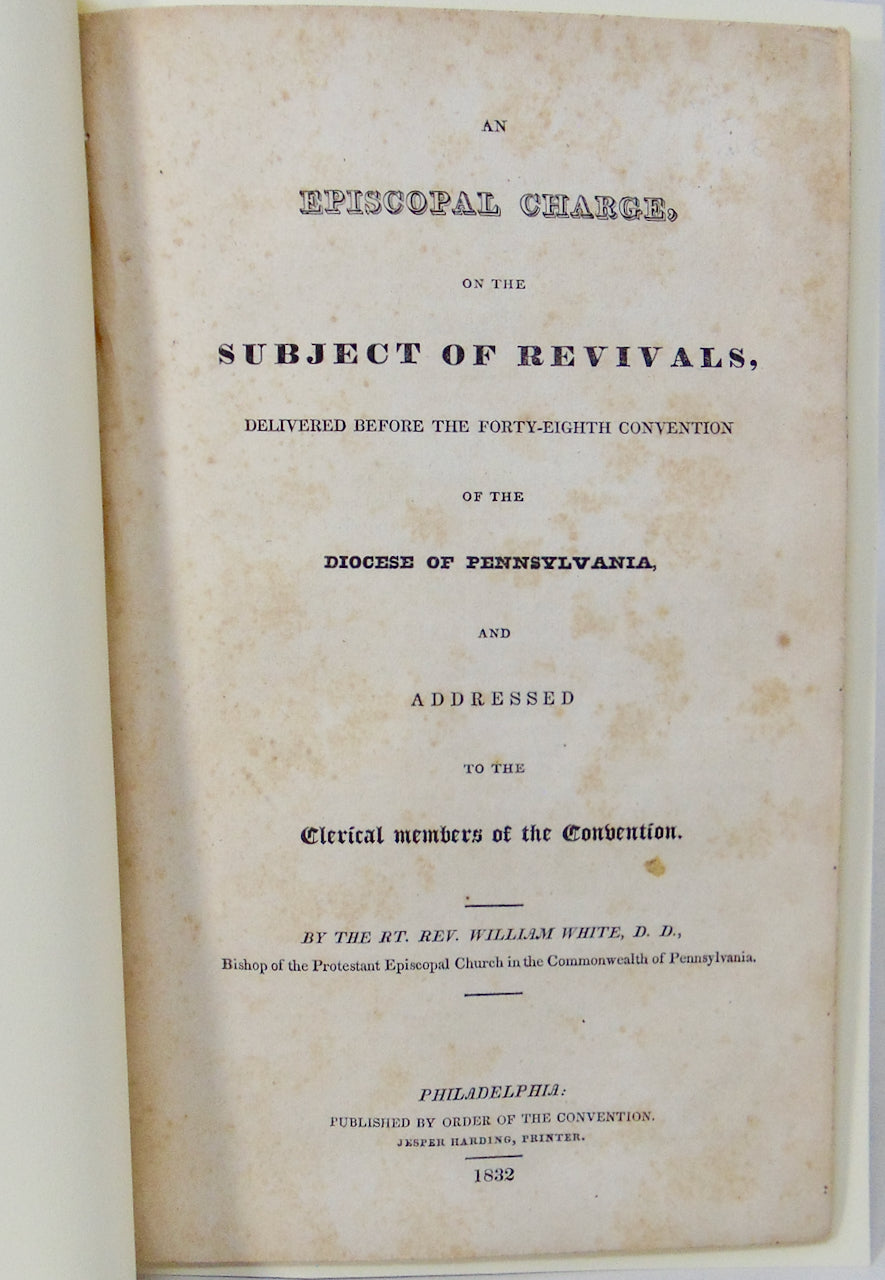 AN
EPISCOPAL CHARGE,
ON THE
SUBJECT OF REVIVALS,
DELIVERED BEFORE THE FORTY-EIGHTH CONVENTION
OF THE
DIOCESE OF PENNSYLVANIA,
AND
ADDRESSED
TO THE
Clerical members of the Convention.
BY THE RT. REV. WILLIAM WHITE, D. D.,
Bishop of the Protestant Episcopal Church in the Commonwealth of Pennsylvania.
PHILADELPHIA:
PUBLISHED BY ORDER OF THE CONVENTION.
JESPER HARDING, PRINTER.
1832